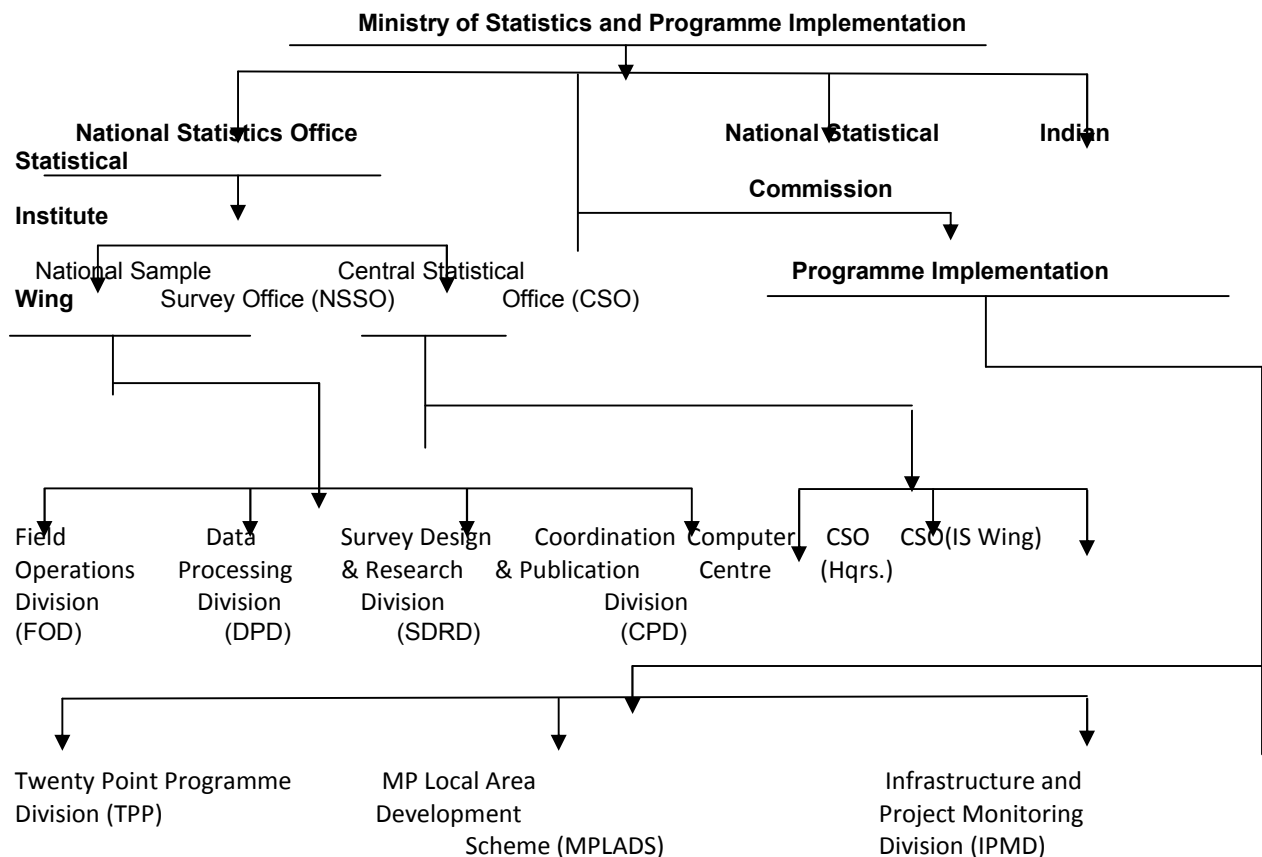 Ministry of Statistics and Programme Implementation
National Statistics Office National Statistical Indian
Statistical
Commission
Institute
National Sample Central Statistical Programme Implementation
Wing Survey Office (NSSO) Office (CSO)
Field Data Survey Design Coordination Computer CSO CSO(IS Wing)
Operations Processing & Research & Publication Centre (Hqrs.)
Division Division Division Division
(FOD) (DPD) (SDRD) (CPD)
Twenty Point Programme MP Local Area Infrastructure and
Division (TPP) Development Project Monitoring
Scheme (MPLADS) Division (IPMD)